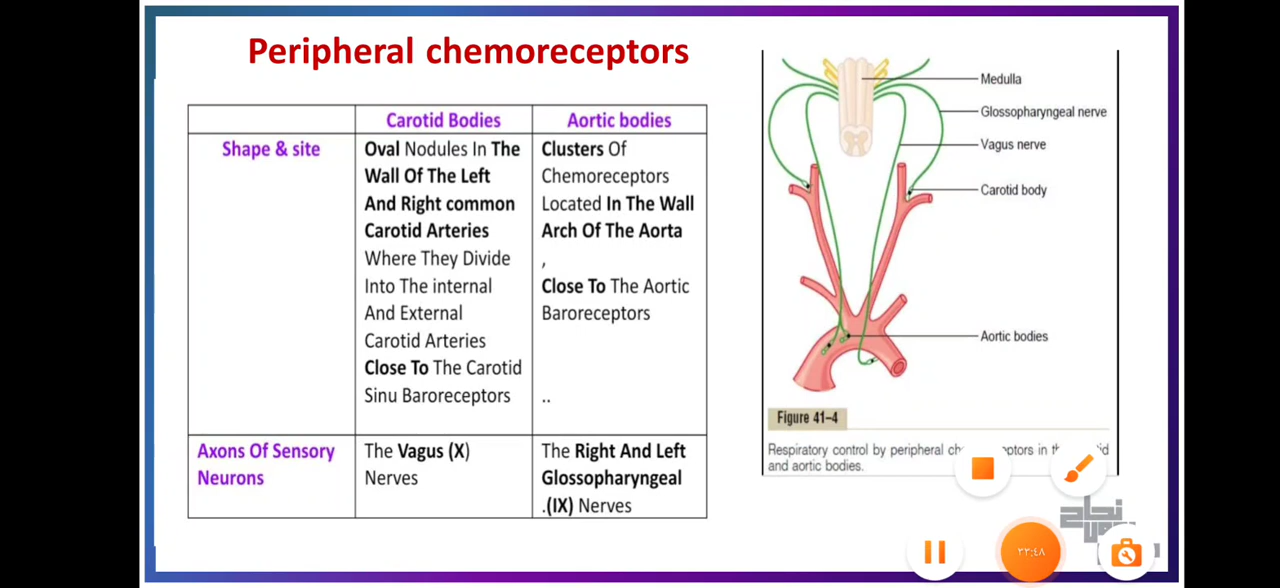 Peripheral chemoreceptors
Carotid Bodies
Aortic bodies
Shape & site
Oval Nodules In The
Wall Of The Left
And Right common
Carotid Arteries
Where They Divide
Into The internal
And External
Carotid Arteries
Close To The Carotid
Sinu Baroreceptors
Clusters Of
Chemoreceptors
Located In The Wall
Arch Of The Aorta
,
Close To The Aortic
Baroreceptors
..
Axons Of Sensory
Neurons
The Vagus (X)
Nerves
The Right And Left
Glossopharyngeal
.(IX) Nerves
Medulla
Glossopharyngeal nerve
Vagus nerve
Carotid body
Aortic bodies
Figure 41–4
Respiratory control by peripheral
and aortic bodies.
نجاح
٣٣:٤٨